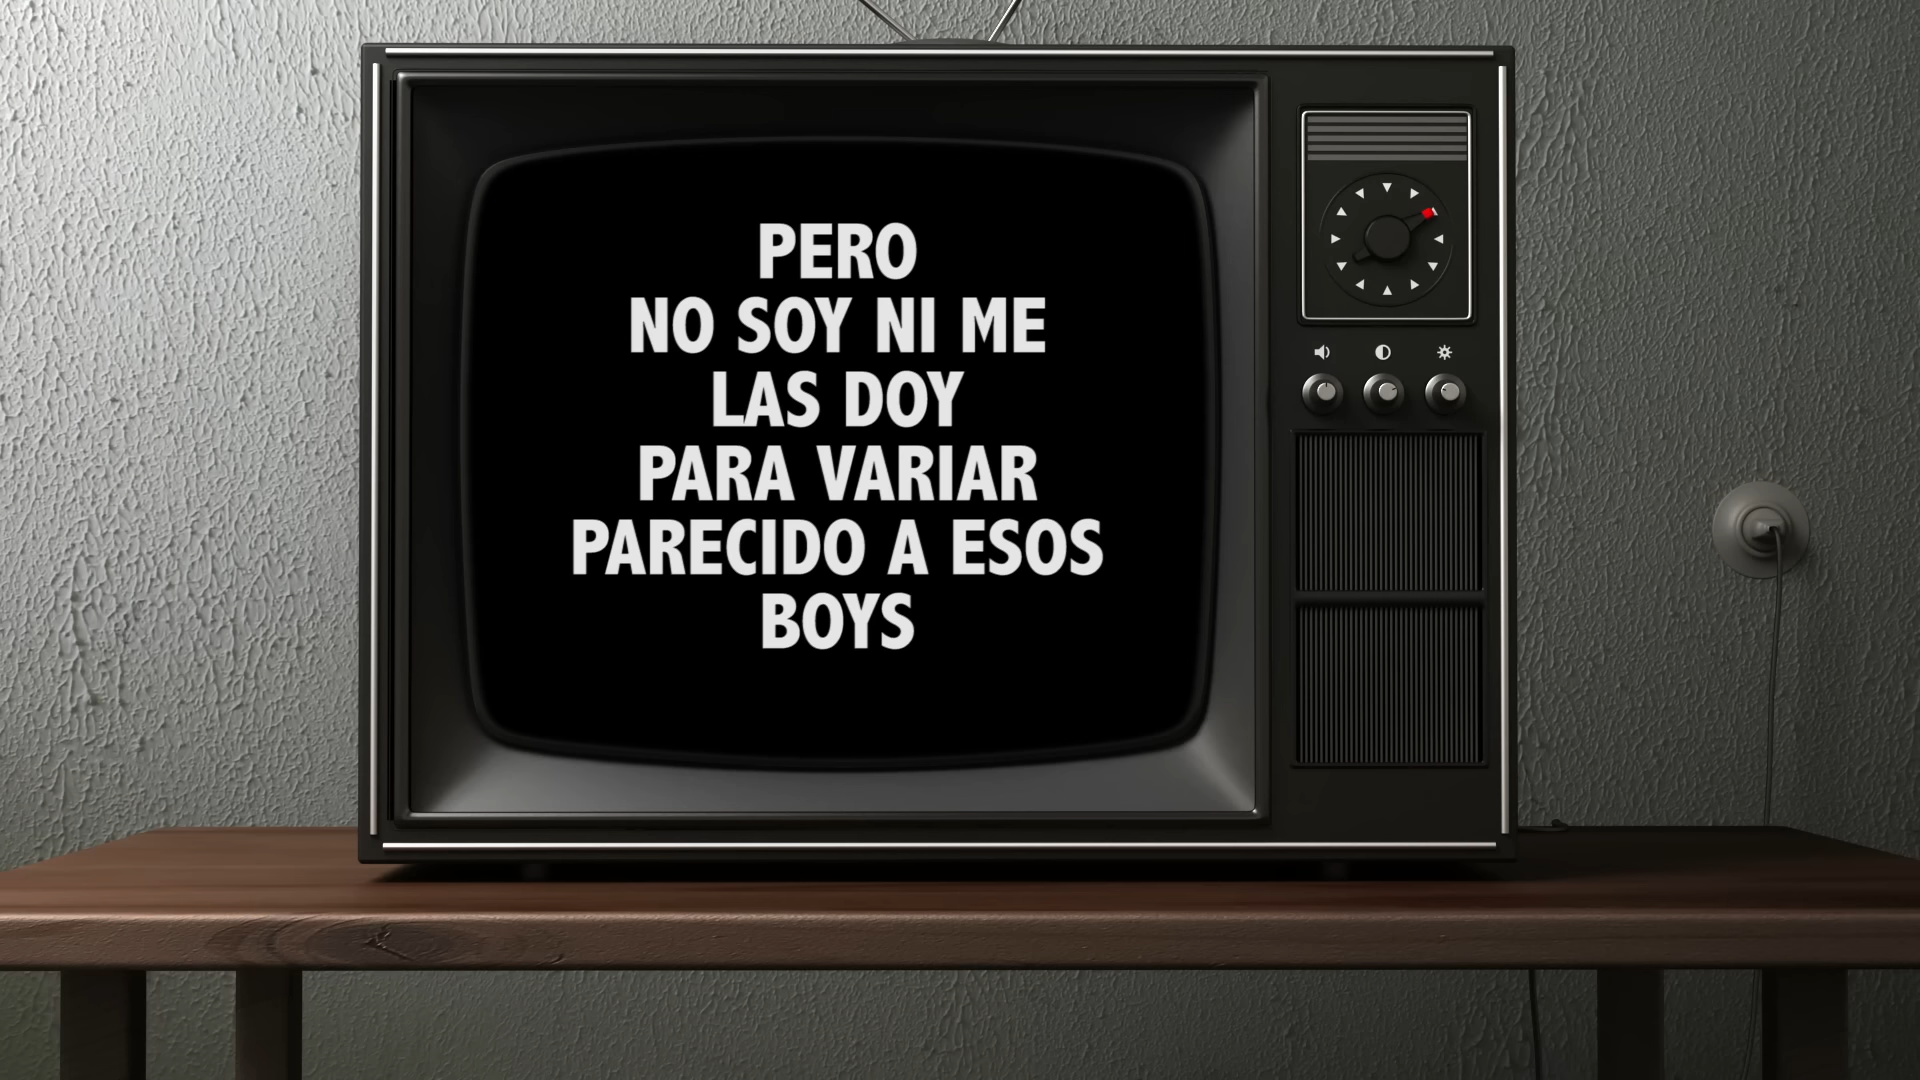 PERO
NO SOY NI ME
LAS DOY
PARA VARIAR
PARECIDO A ESOS
BOYS